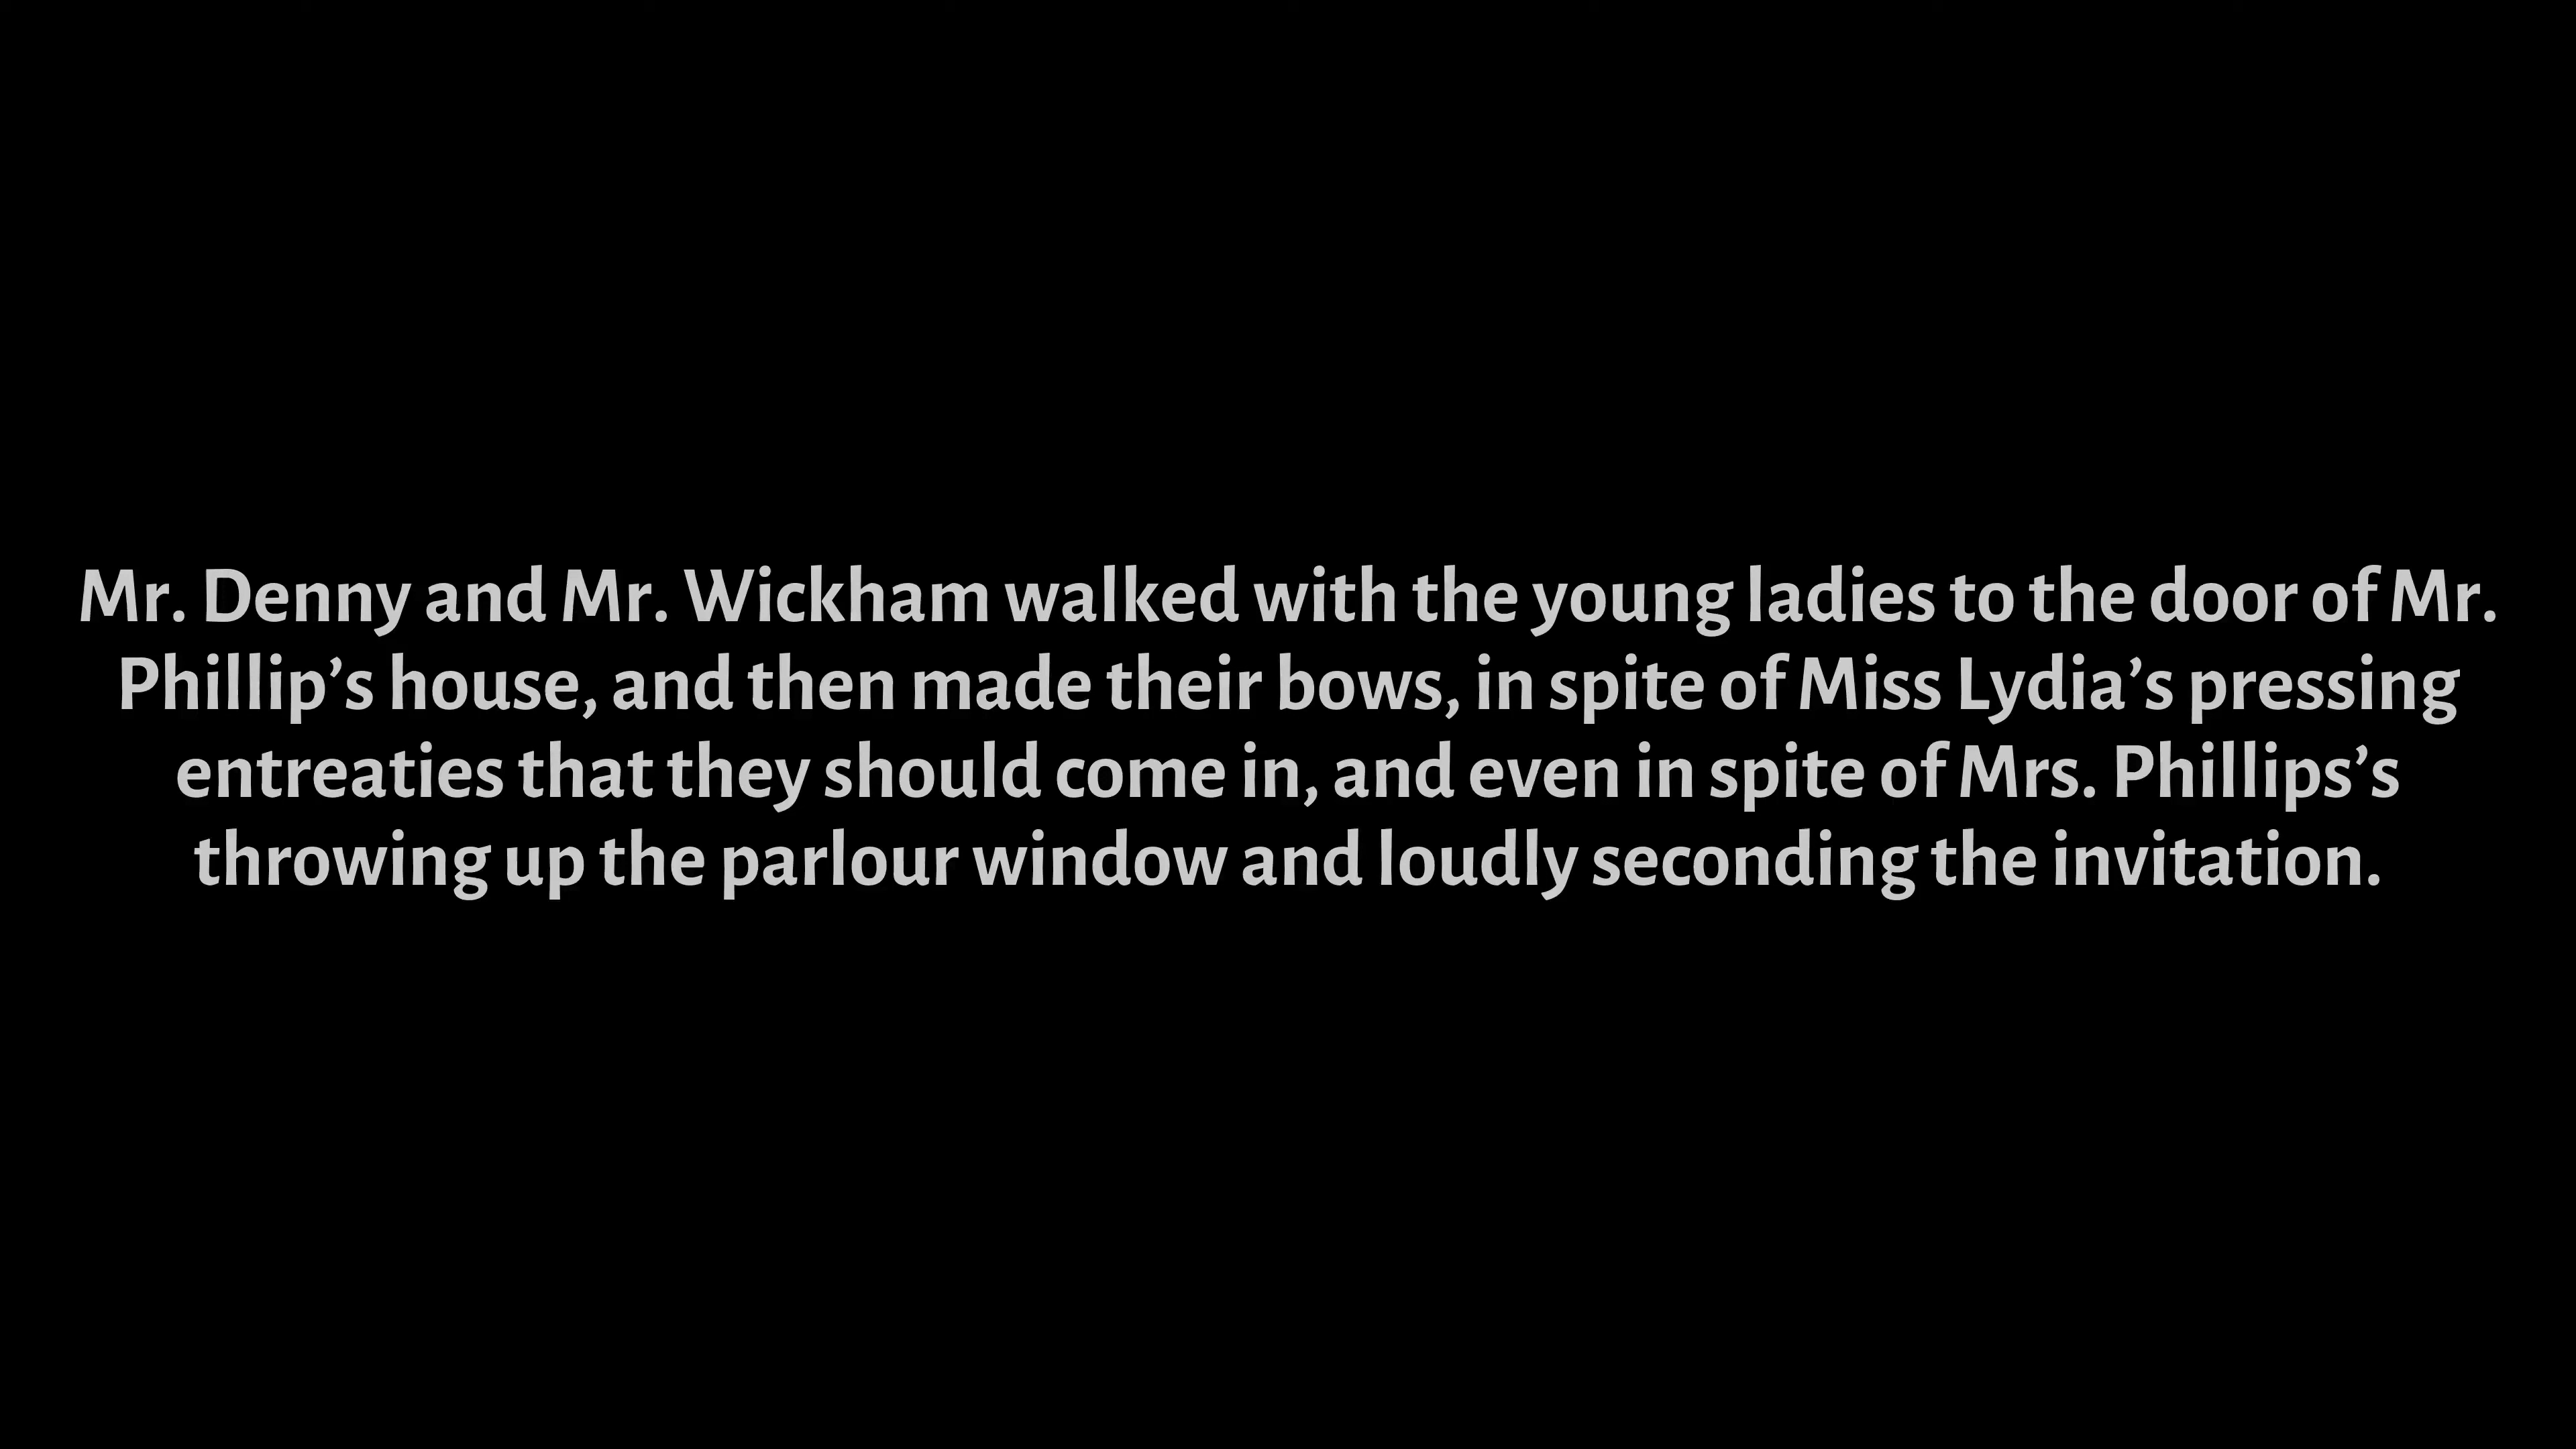 Mr. Denny and Mr. Wickham walked with the young ladies to the door of Mr.
Phillip’s house, and then made their bows, in spite of Miss Lydia’s pressing
entreaties that they should come in, and even in spite of Mrs. Phillips’s
throwing up the parlour window and loudly seconding the invitation.